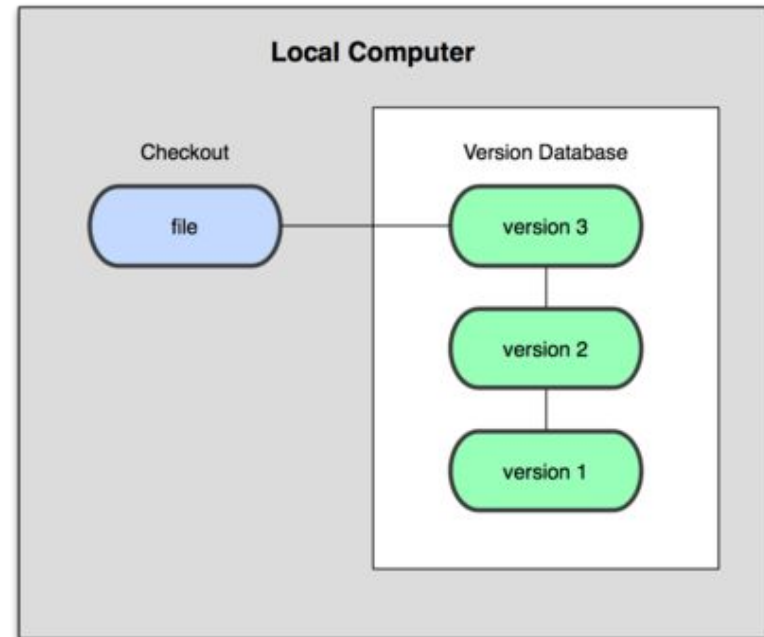 Local Computer
Checkout
Version Database
file
version 3
version 2
version 1